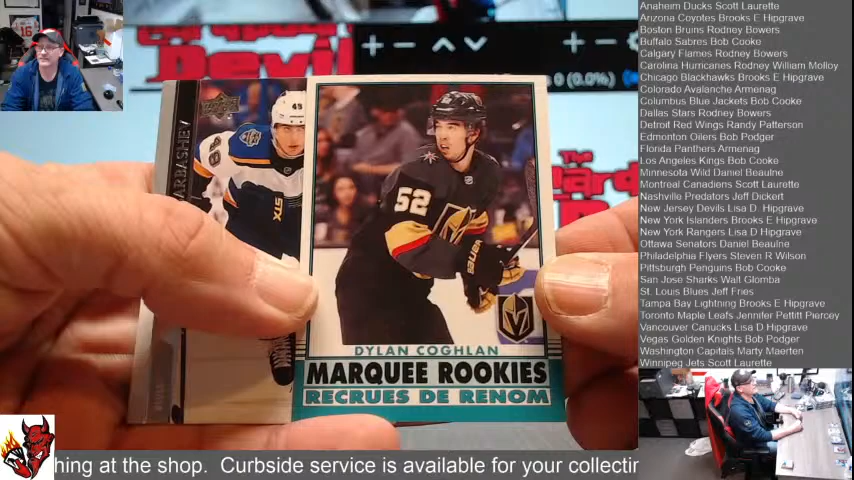 Anaheim Ducks Scott Laurette
Arizona Coyotes Brooks E Hipgrave
Boston Bruins Rodney Bowers
Buffalo Sabres Bob Cooke
Calgary Flames Rodney Bowers
Carolina Hurricanes Rodney William Molloy
Chicago Blackhawks Brooks E Hipgrave
Colorado Avalanche Armenag
Columbus Blue Jackets Bob Cooke
Dallas Stars Rodney Bowers
Detroit Red Wings Randy Patterson
Edmonton Oilers Bob Podger
Florida Panthers Armenag
Los Angeles Kings Bob Cooke
Minnesota Wild Daniel Beaulne
Montreal Canadiens Scott Laurette
Nashville Predators Jeff Dickert
New Jersey Devils Lisa D. Hipgrave
New York Islanders Brooks E Hipgrave
New York Rangers Lisa D Hipgrave
Ottawa Senators Daniel Beaulne
Philadelphia Flyers Steven R Wilson
Pittsburgh Penguins Bob Cooke
San Jose Sharks Walt Glomba
St. Louis Blues Jeff Fries
Tampa Bay Lightning Brooks E Hipgrave
Toronto Maple Leafs Jennifer Pettitt Piercey
Vancouver Canucks Lisa D Hipgrave
Vegas Golden Knights Bob Podger
Washington Capitals Marty Maerten
Winnipeg Jets Scott Laurette
0 (0.0%)
The
ARBASHEV
49
52
DYLAN COGHLAN
MARQUEE ROOKIES
RECRUES DE RENOM
hing at the shop. Curbside service is available for your collectin